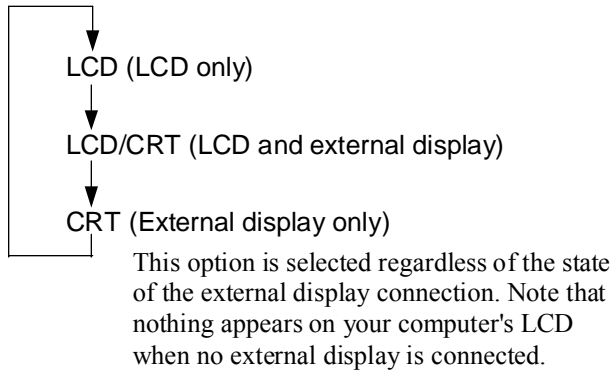 LCD (LCD only)
LCD/CRT (LCD and external display)
CRT (External display only)
This option is selected regardless of the state
of the external display connection. Note that
nothing appears on your computer's LCD
when no external display is connected.